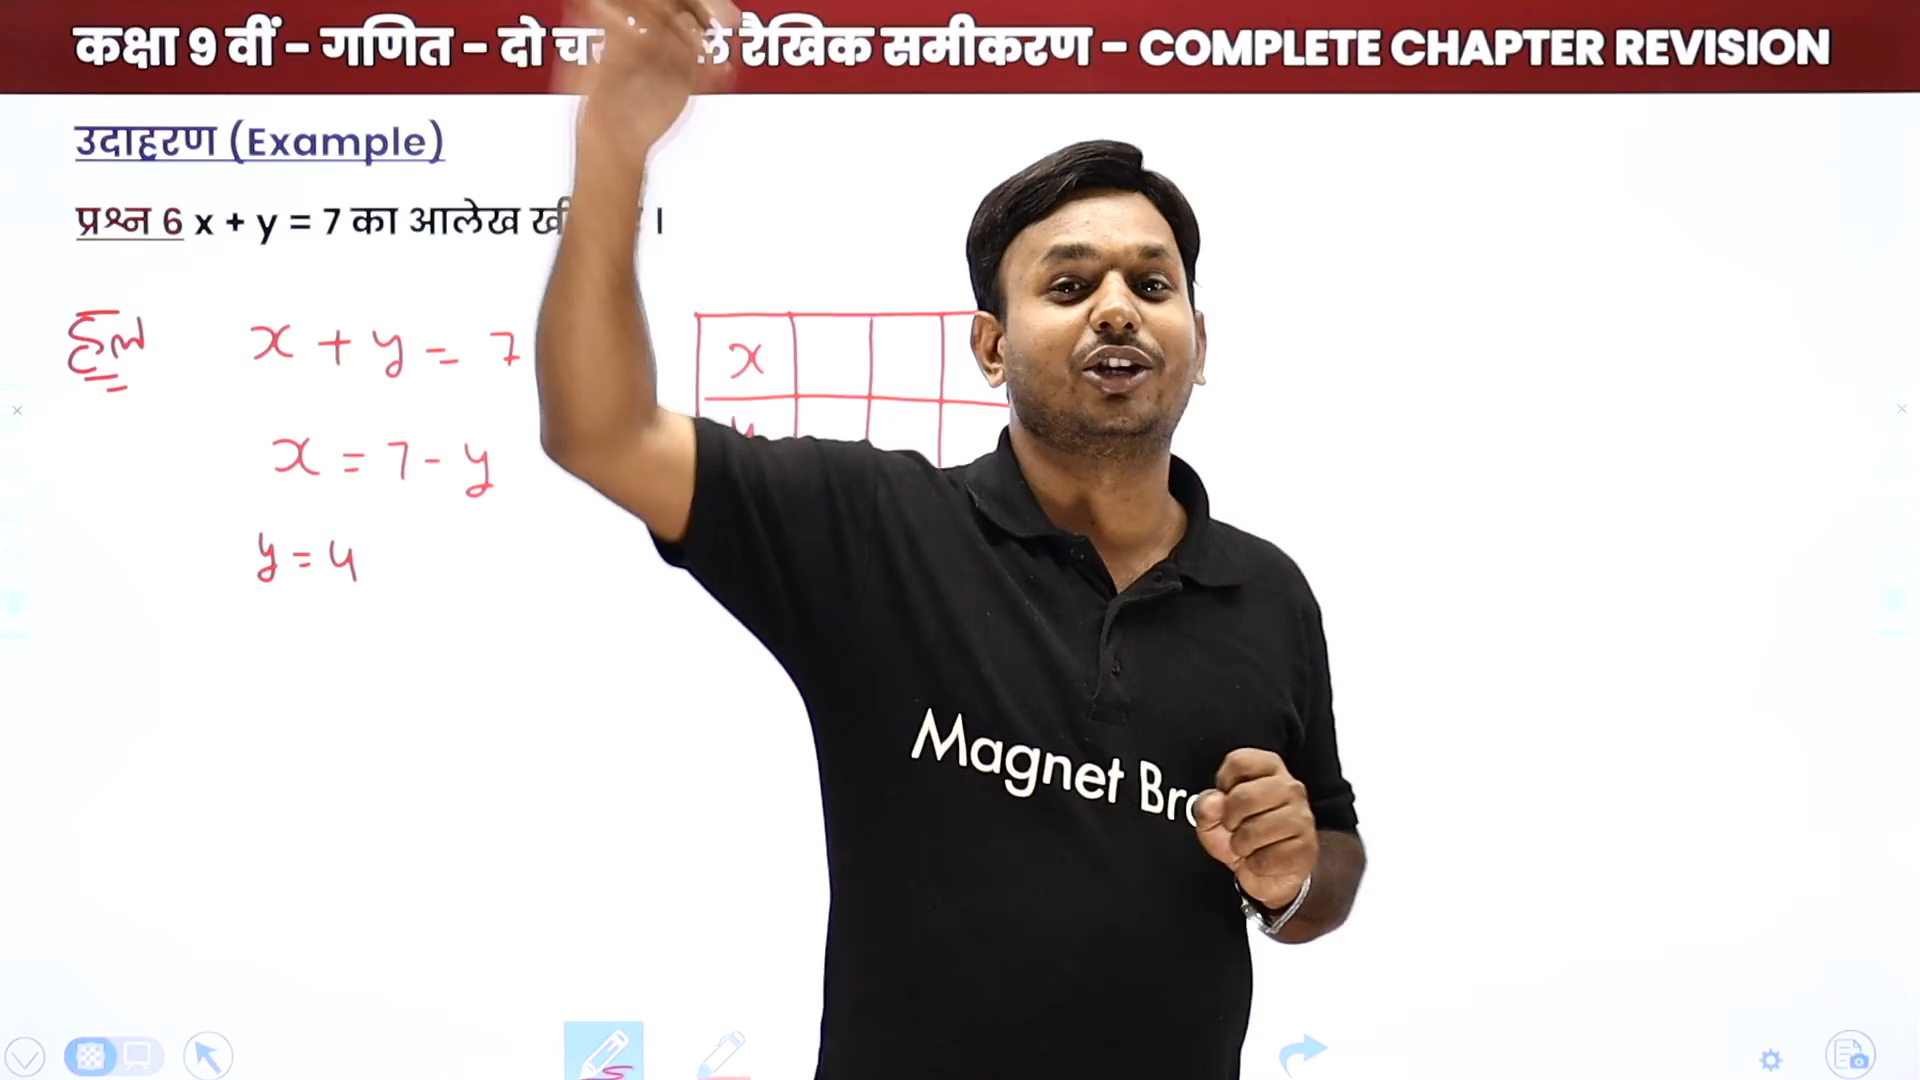 कक्षा 9 वीं - गणित - दो रैखिक समीकरण - COMPLETE CHAPTER REVISION
उदाहरण (Example)
प्रश्न 6 x + y = 7 का आलेख ।
हल x + y = 7
x
x = 7 - y
y = 4
Magnet